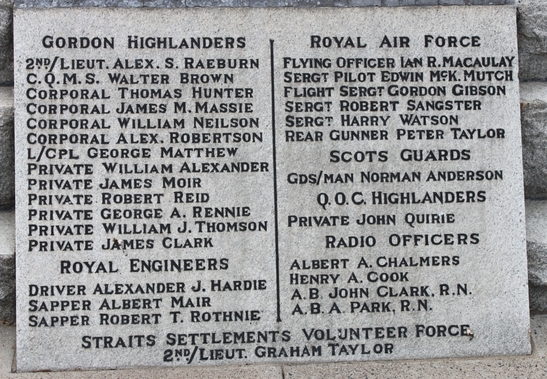 GORDON HIGHLANDERS
2ND/LIEUT. ALEX. S. RAEBURN
C.Q.M.S. WALTER BROWN
CORPORAL THOMAS HUNTER
CORPORAL JAMES M. MASSIE
CORPORAL WILLIAM NEILSON
CORPORAL ALEX. ROBERTSON
L/CPL GEORGE MATTHEW
PRIVATE WILLIAM ALEXANDER
PRIVATE JAMES MOIR
PRIVATE ROBERT REID
PRIVATE GEORGE A. RENNIE
PRIVATE WILLIAM J. THOMSON
PRIVATE JAMES CLARK
ROYAL ENGINEERS
DRIVER ALEXANDER J. HARDIE
SAPPER ALBERT MAIR
SAPPER ROBERT T. ROTHNIE
ROYAL AIR FORCE
FLYING OFFICER IAN R. MACAULAY
SERGT PILOT EDWIN MCK. MUTCH
FLIGHT SERGT GORDON GIBSON
SERGT ROBERT SANGSTER
SERGT HARRY WATSON
REAR GUNNER PETER TAYLOR
SCOTS GUARDS
GDS/MAN NORMAN ANDERSON
Q.O.C. HIGHLANDERS
PRIVATE JOHN QUIRIE
RADIO OFFICERS
ALBERT A. CHALMERS
HENRY A. COOK
A.B. JOHN CLARK, R.N.
A.B. A. PARK, R.N.
STRAITS SETTLEMENTS VOLUNTEER FORCE,
2ND/LIEUT. GRAHAM TAYLOR